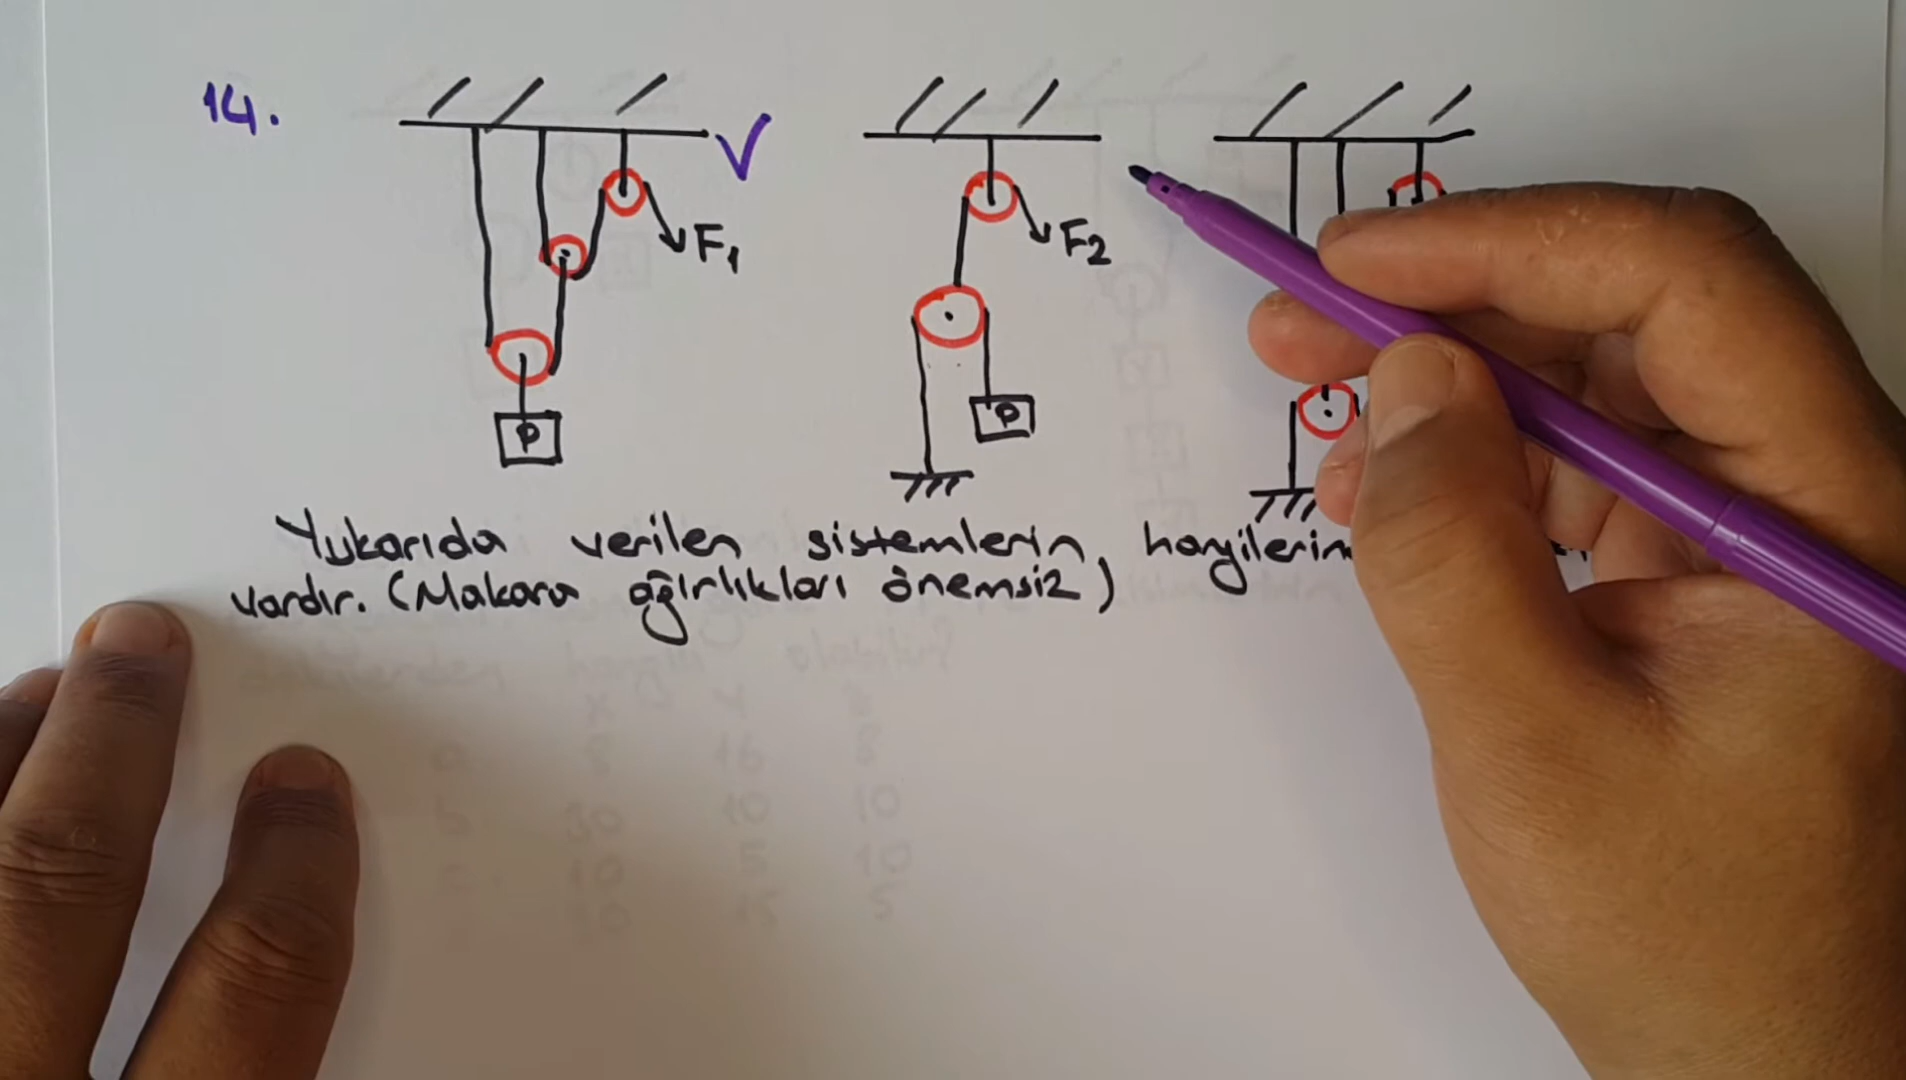 14.
F1
F2
P
P
Yukarıda verilen sistemlerin, hangilerin
vardır. (Makara ağırlıkları önemsiz)